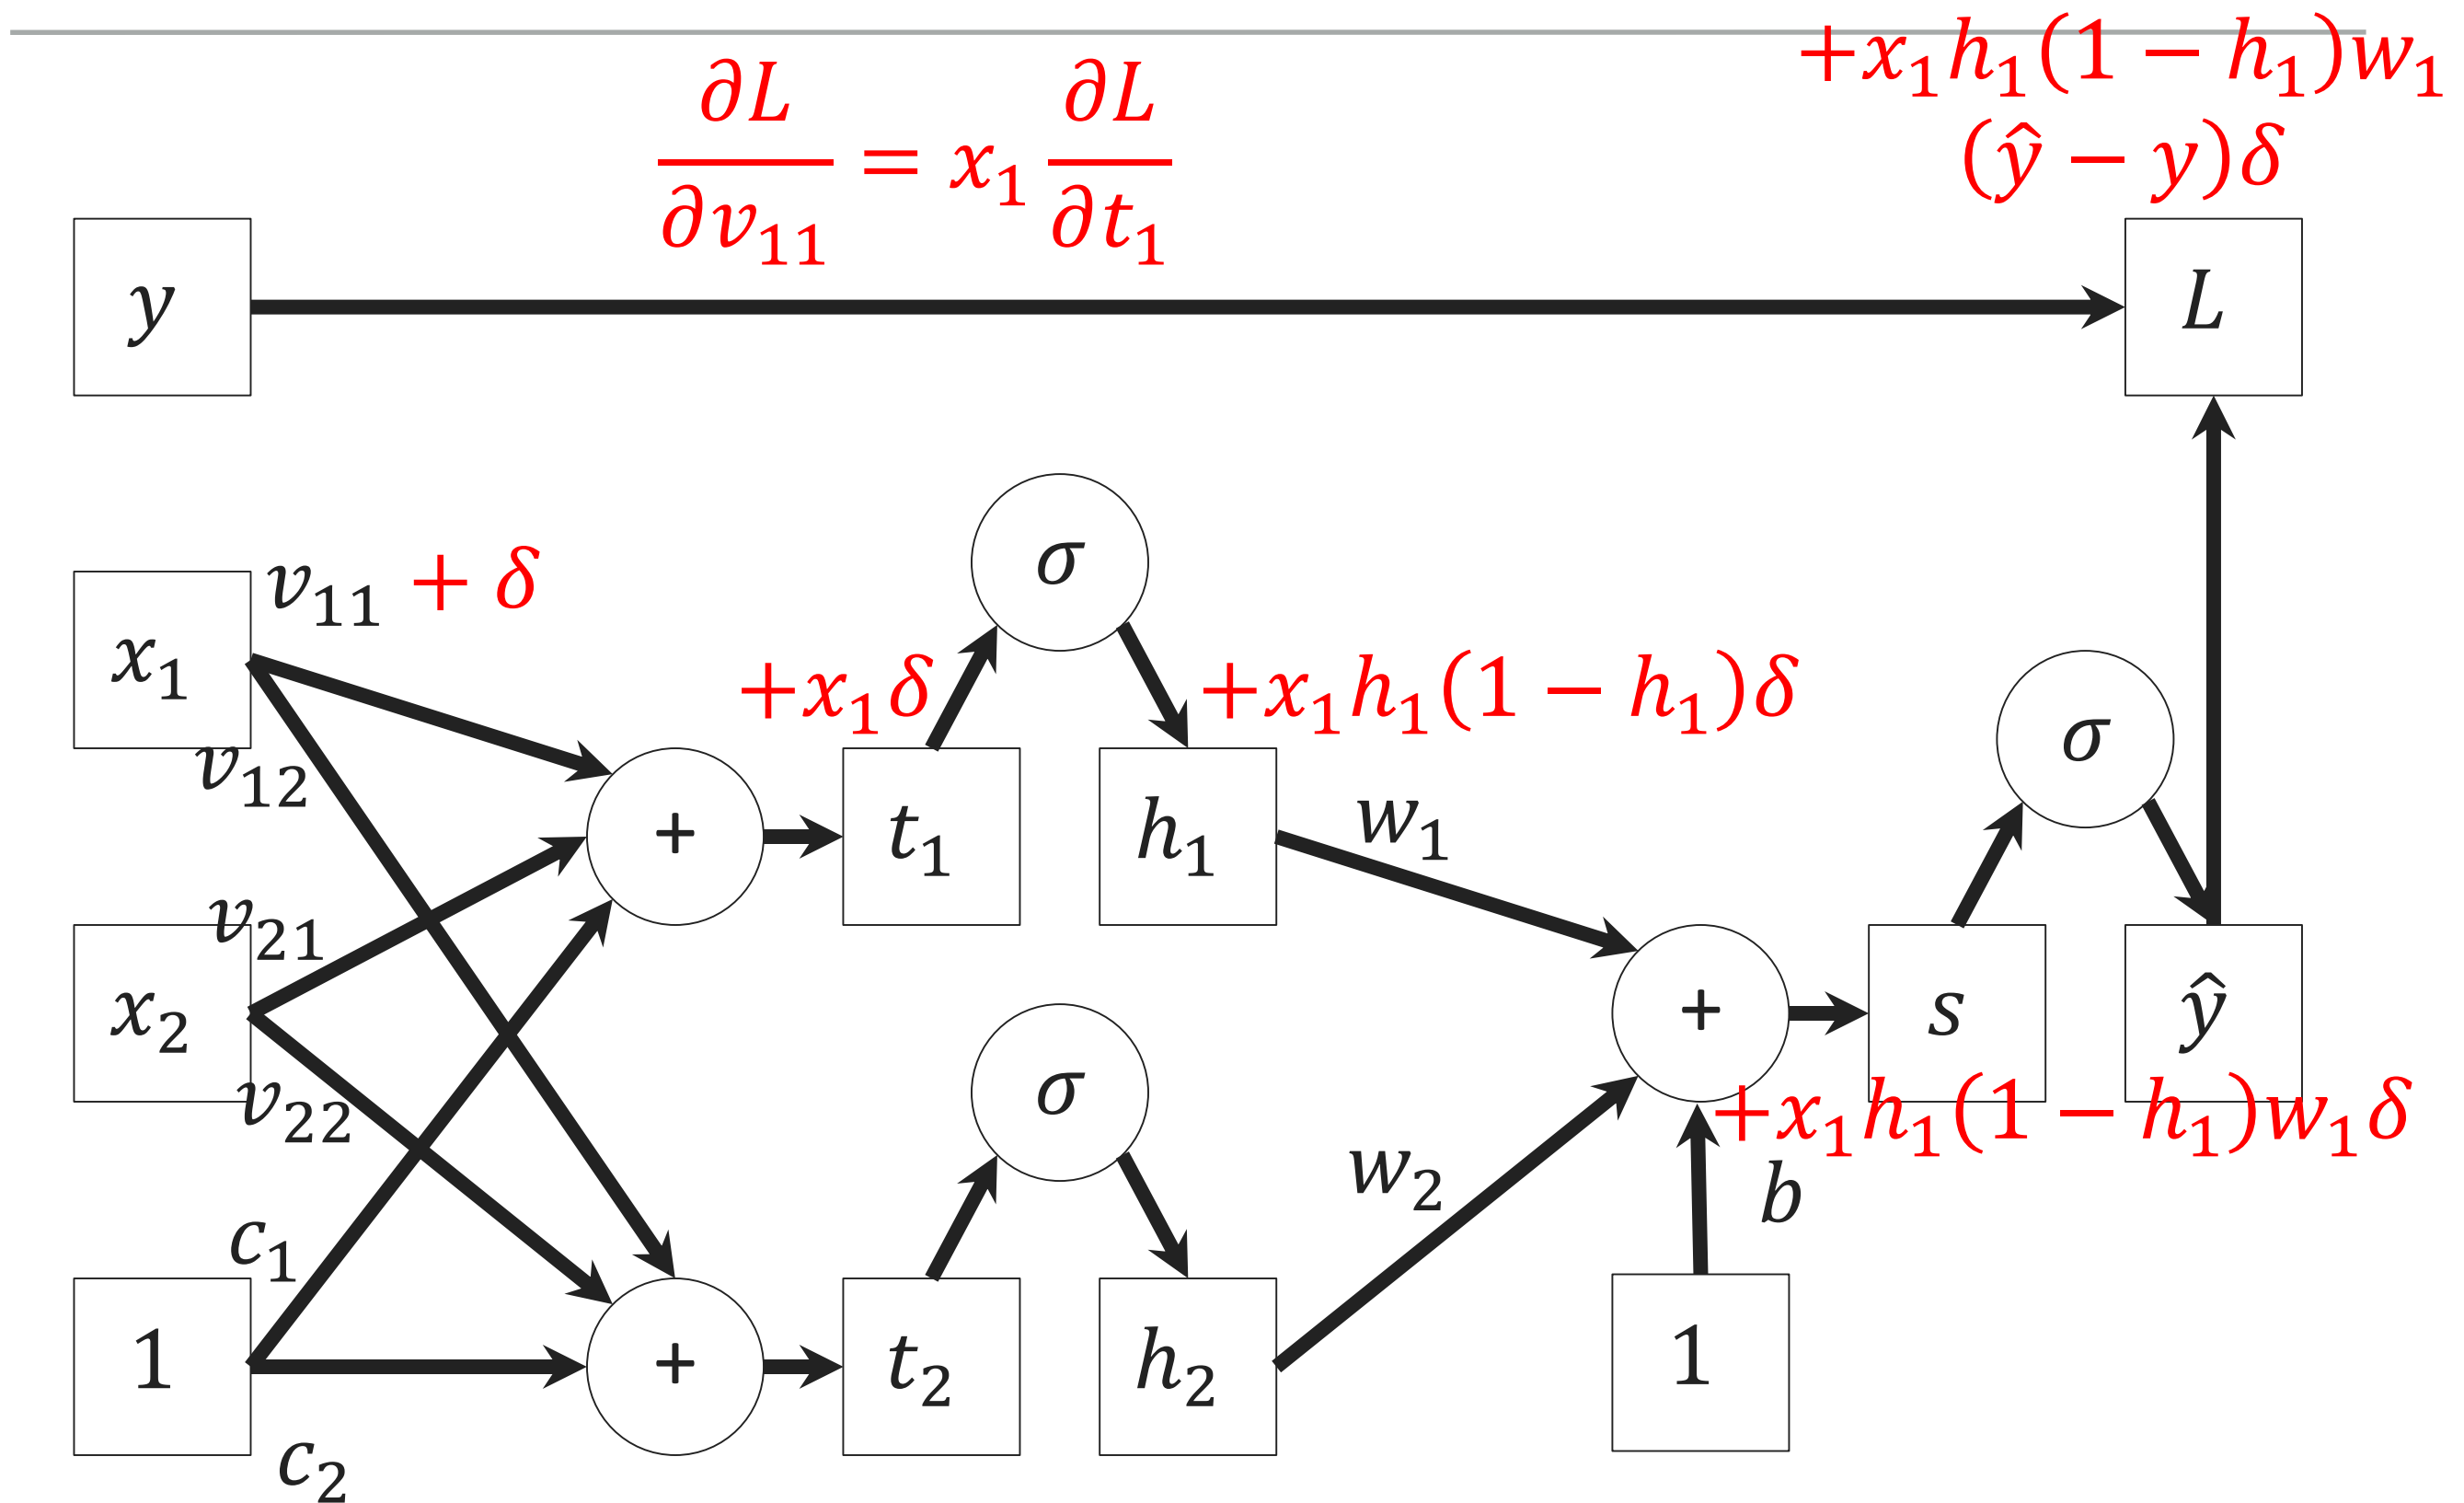 +x₁h₁(1 − h₁)w₁
(ŷ − y)δ
∂L/∂v₁₁ = x₁ ∂L/∂t₁
y
L
v₁₁ + δ
σ
x₁
+x₁δ
+x₁h₁(1 − h₁)δ
σ
v₁₂
+
t₁
h₁
w₁
v₂₁
x₂
+
s
ŷ
σ
v₂₂
+x₁h₁(1 − h₁)w₁δ
w₂
b
c₁
1
+
t₂
h₂
1
c₂